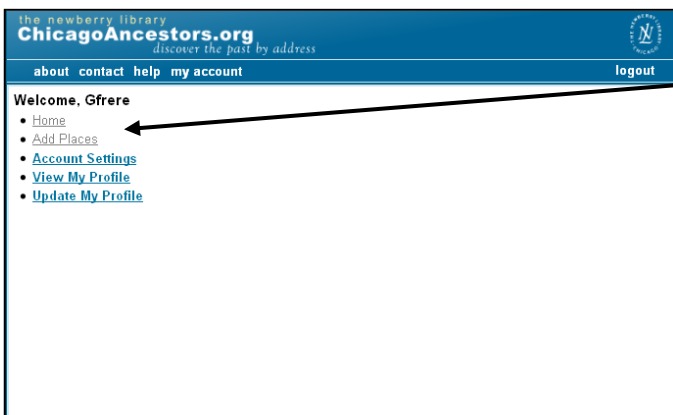 the newberry library
ChicagoAncestors.org
discover the past by address
about contact help my account logout
Welcome, Gfrere
• Home
• Add Places
• Account Settings
• View My Profile
• Update My Profile